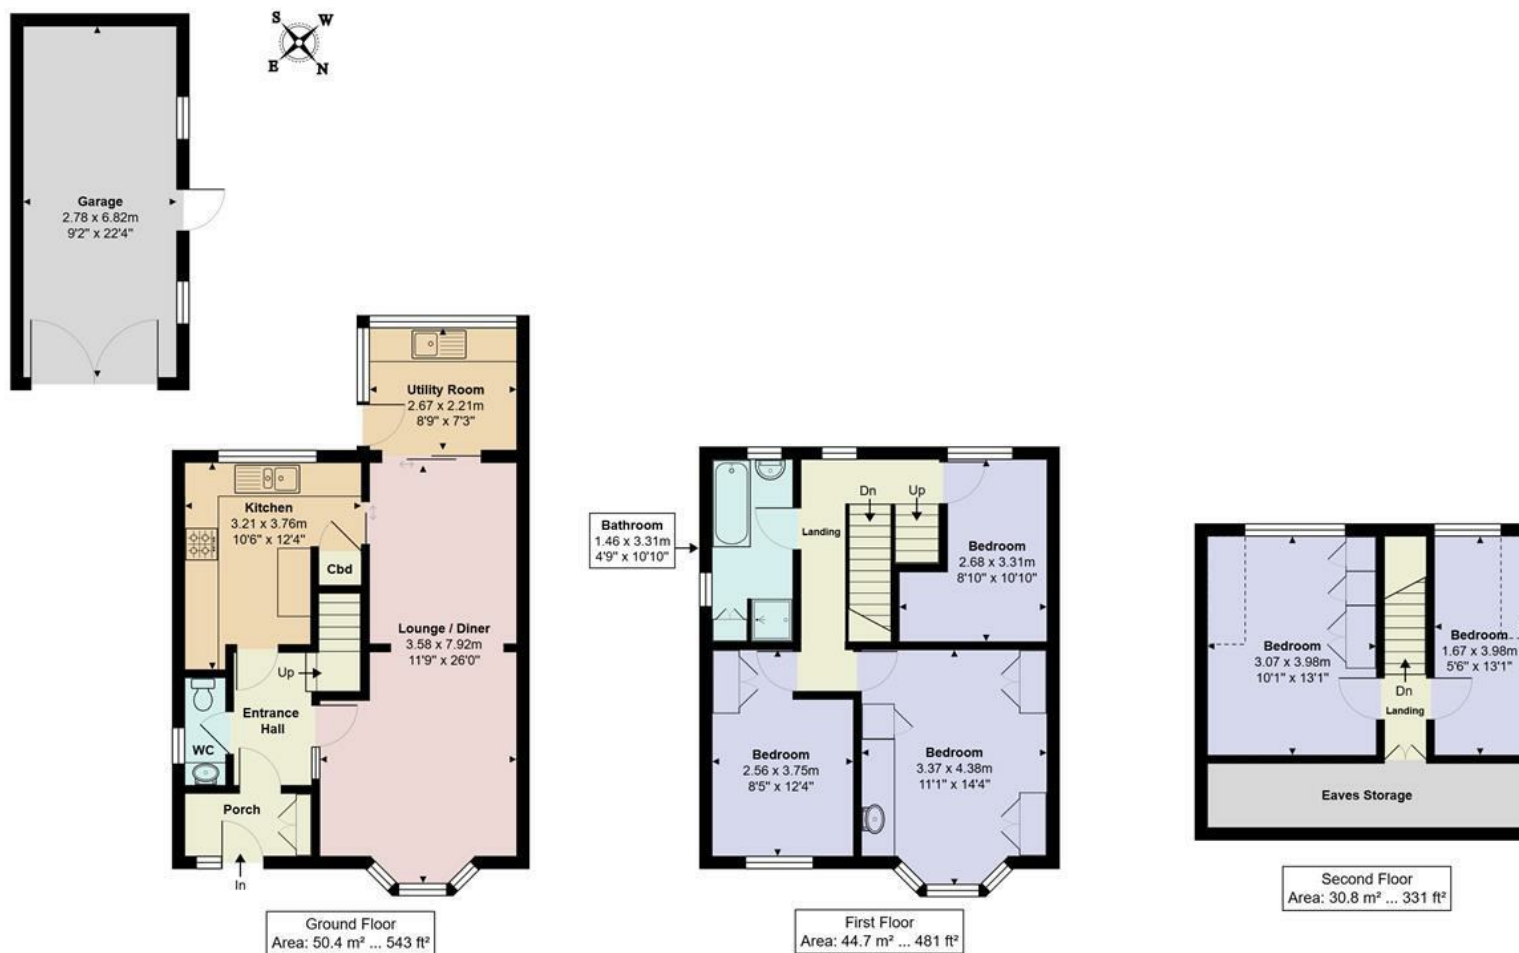 S
W
E
N
Garage
2.78 x 6.82m
9'2" x 22'4"
Utility Room
2.67 x 2.21m
8'9" x 7'3"
Kitchen
3.21 x 3.76m
10'6" x 12'4"
Cbd
Lounge / Diner
3.58 x 7.92m
11'9" x 26'0"
Up
Entrance
Hall
WC
Porch
In
Ground Floor
Area: 50.4 m² ... 543 ft²
Bathroom
1.46 x 3.31m
4'9" x 10'10"
Landing
Dn
Up
Bedroom
2.68 x 3.31m
8'10" x 10'10"
Bedroom
2.56 x 3.75m
8'5" x 12'4"
Bedroom
3.37 x 4.38m
11'1" x 14'4"
First Floor
Area: 44.7 m² ... 481 ft²
Bedroom
3.07 x 3.98m
10'1" x 13'1"
Bedroom
1.67 x 3.98m
5'6" x 13'1"
Dn
Landing
Eaves Storage
Second Floor
Area: 30.8 m² ... 331 ft²